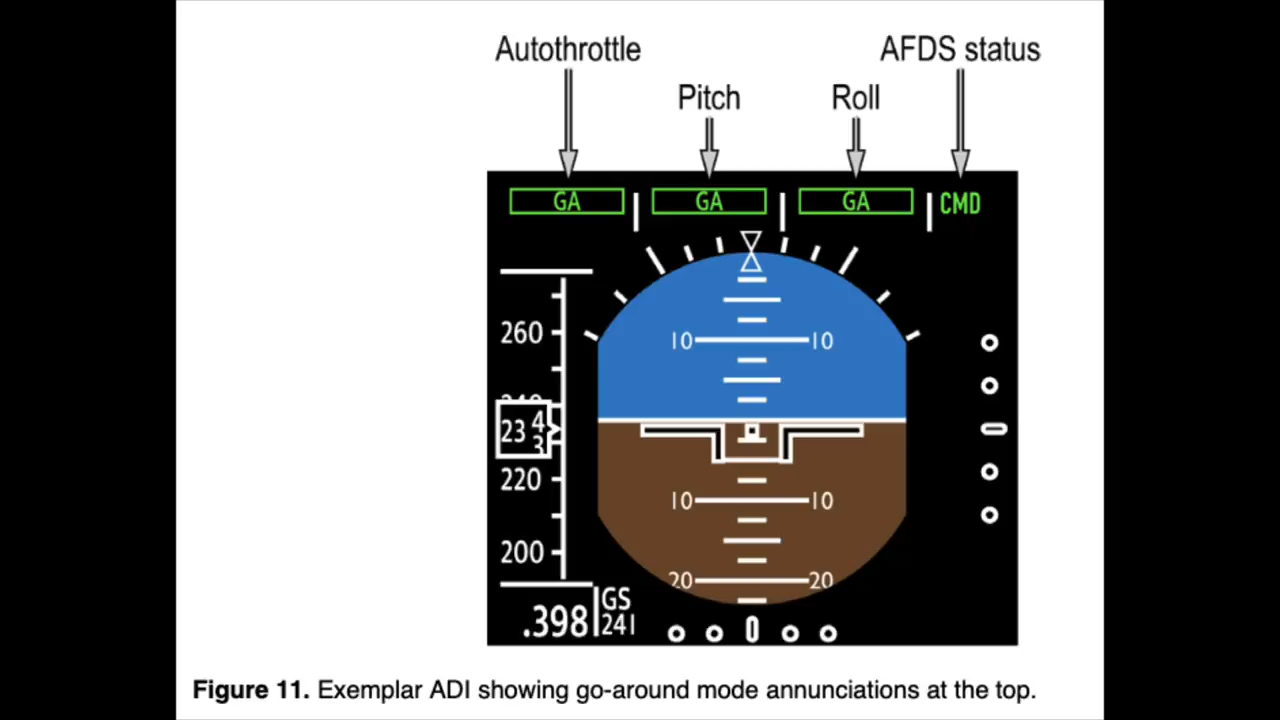 Autothrottle
AFDS status
Pitch
Roll
GA
GA
GA
CMD
260
10 10
240
23 4
3
220
10 10
200
20 20
.398
GS
241
Figure 11. Exemplar ADI showing go-around mode annunciations at the top.